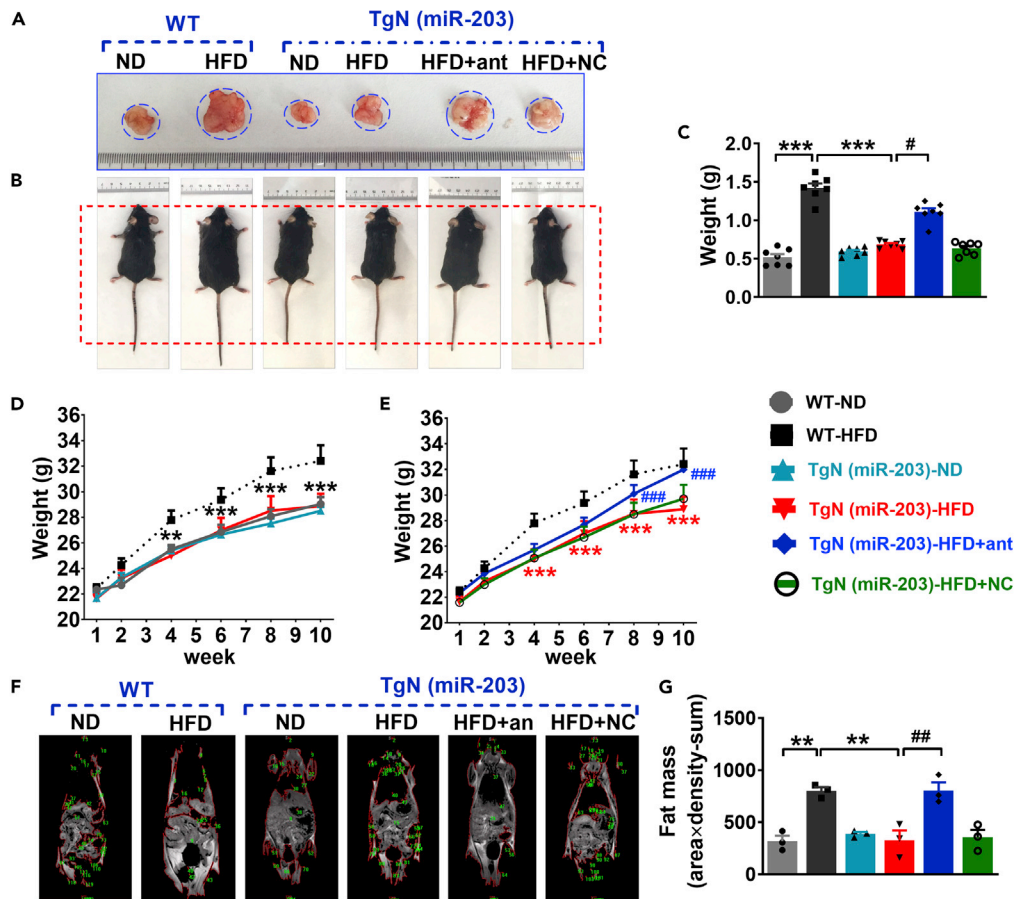 A
WT
TgN (miR-203)
ND
HFD
ND
HFD
HFD+ant
HFD+NC
B
C
Weight (g)
2.0
1.5
1.0
0.5
0.0
***
***
#
D
Weight (g)
36
34
32
30
28
26
24
22
20
**
***
***
***
1 2 3 4 5 6 7 8 9 10
week
E
Weight (g)
36
34
32
30
28
26
24
22
20
***
***
***
***
###
###
1 2 3 4 5 6 7 8 9 10
week
WT-ND
WT-HFD
TgN (miR-203)-ND
TgN (miR-203)-HFD
TgN (miR-203)-HFD+ant
TgN (miR-203)-HFD+NC
F
WT
TgN (miR-203)
ND
HFD
ND
HFD
HFD+an
HFD+NC
G
Fat mass
(area×density-sum)
1500
1000
500
0
**
**
##